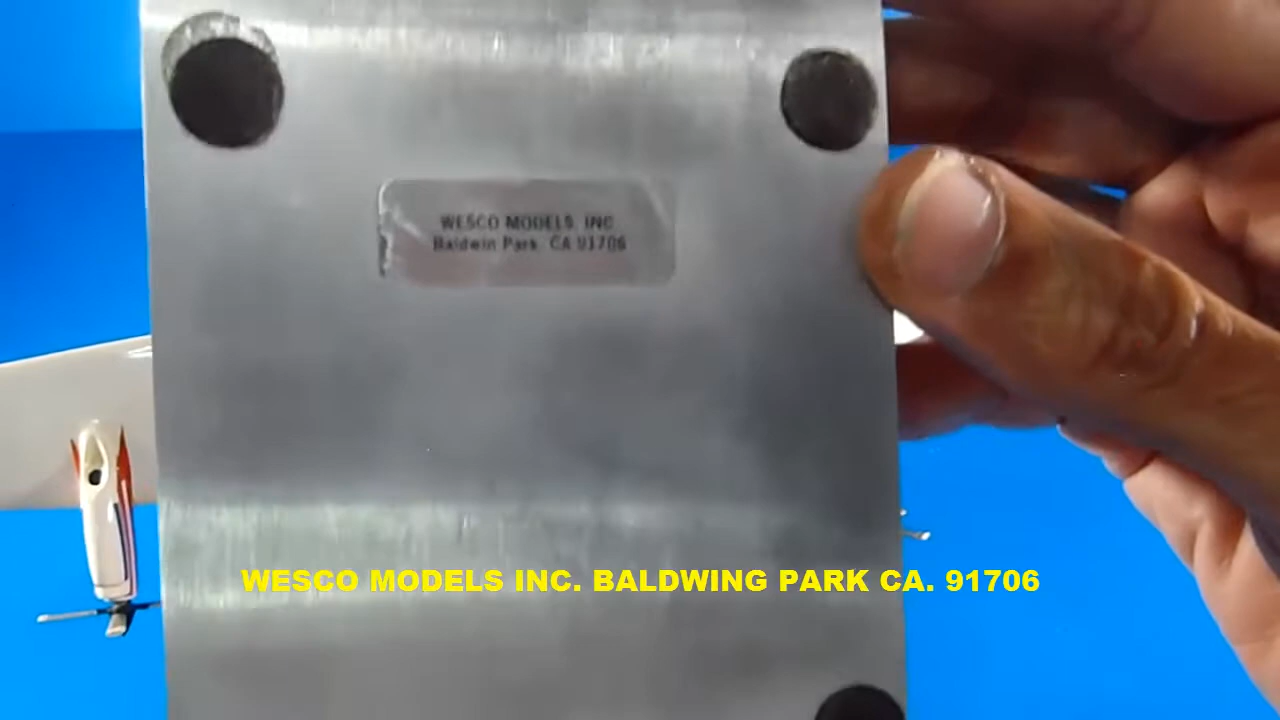 WESCO MODELS INC
Baldwin Park CA 91706
WESCO MODELS INC. BALDWING PARK CA. 91706